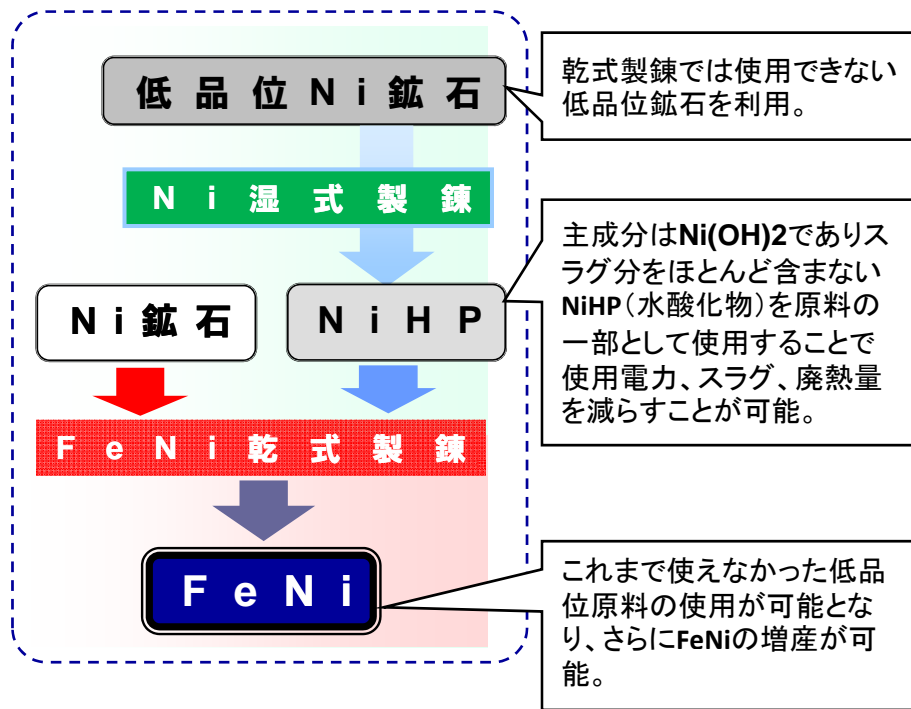 低品位Ni鉱石
乾式製錬では使用できない
低品位鉱石を利用。
Ni湿式製錬
主成分はNi(OH)2でありス
ラグ分をほとんど含まない
NiHP（水酸化物）を原料の
一部として使用することで
使用電力、スラグ、廃熱量
を減らすことが可能。
Ni鉱石
NiHP
FeNi乾式製錬
FeNi
これまで使えなかった低品
位原料の使用が可能とな
り、さらにFeNiの増産が可
能。